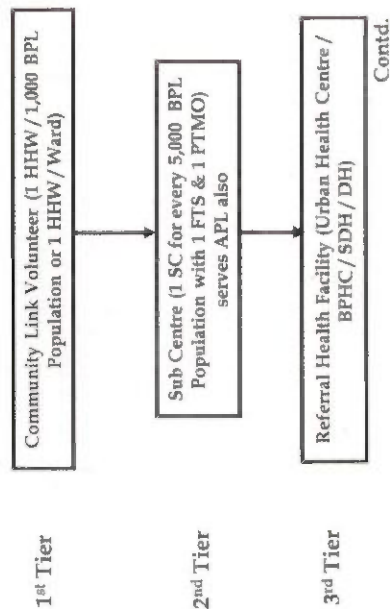 1st Tier
Community Link Volunteer (1 HHW/1,000 BPL
Population or 1 HHW/Ward)
2nd Tier
Sub Centre (1 SC for every 5,000 BPL
Population with 1 FTS & 1 PTMO)
serves APL also
3rd Tier
Referral Health Facility (Urban Health Centre /
BPHC / SDH / DH)
Contd.